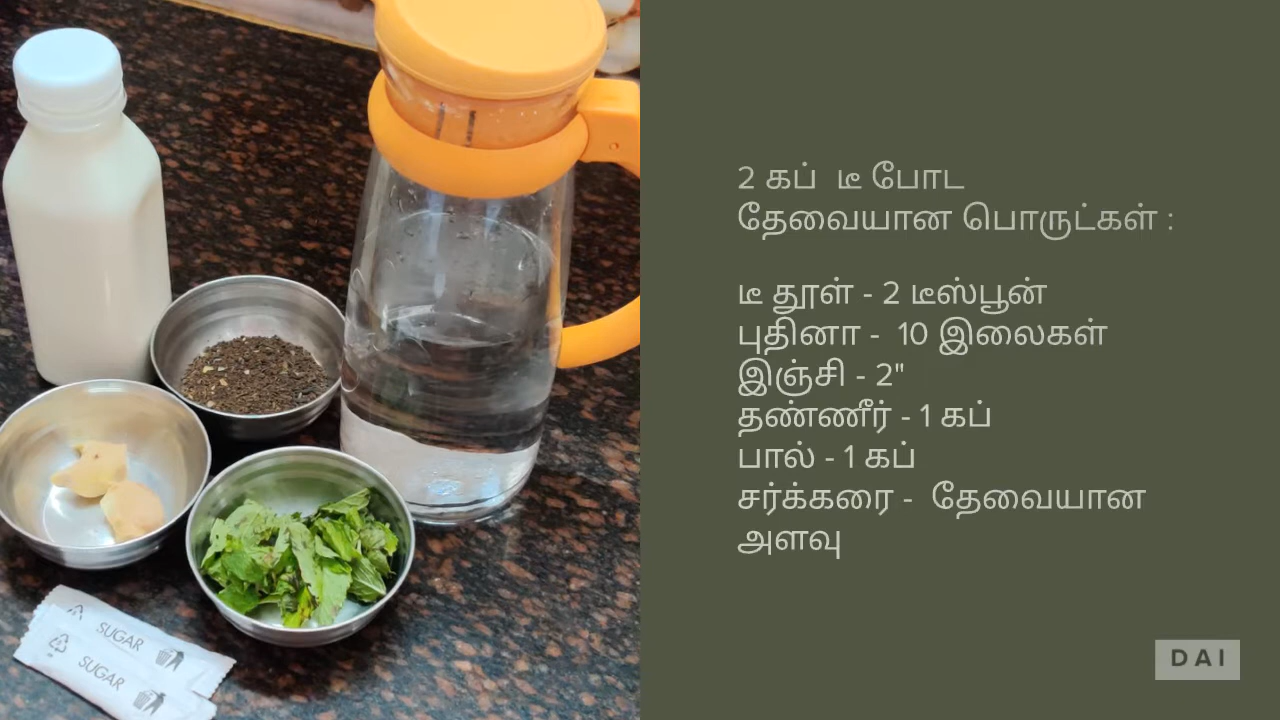 2 கப் டீ போட
தேவையான பொருட்கள் :
டீ தூள் - 2 டீஸ்பூன்
புதினா - 10 இலைகள்
இஞ்சி - 2"
தண்ணீர் - 1 கப்
பால் - 1 கப்
சர்க்கரை - தேவையான
அளவு
SUGAR
SUGAR
DAI